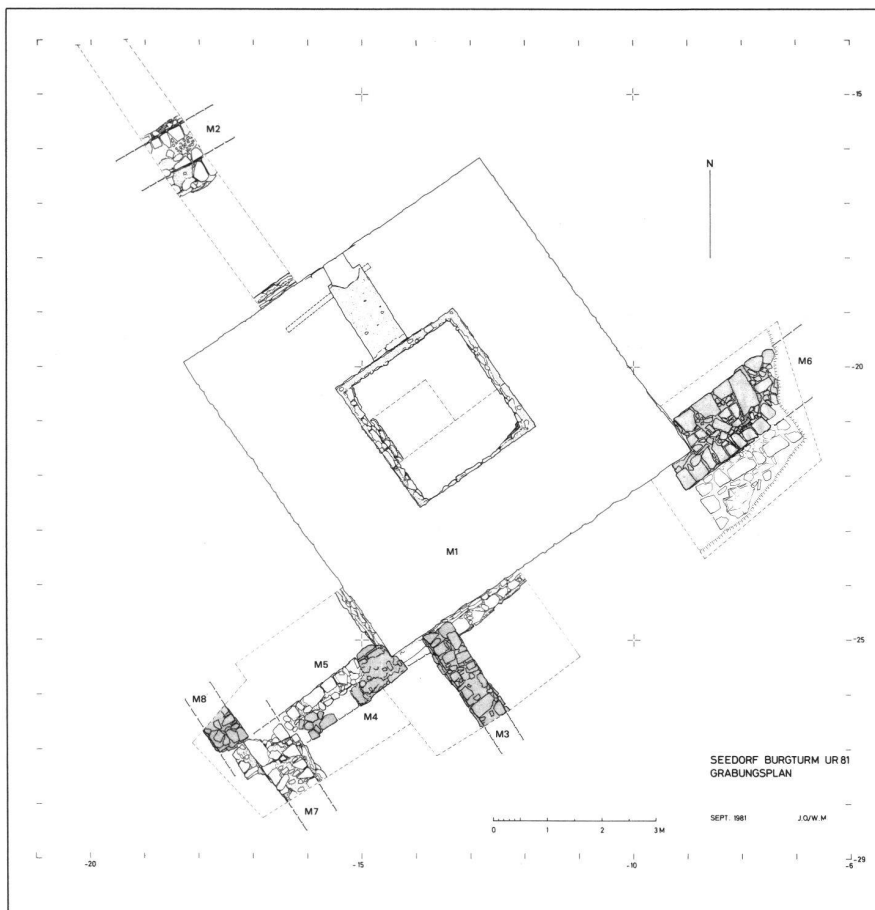 -15
M2
N
-20
M6
M1
-25
M5
M8
M4
M3
M7
SEEDORF BURGTURM UR 81
GRABUNGSPLAN
SEPT. 1981 J.O/W.M
0 1 2 3 M
-20 -15 -10 -6
-29